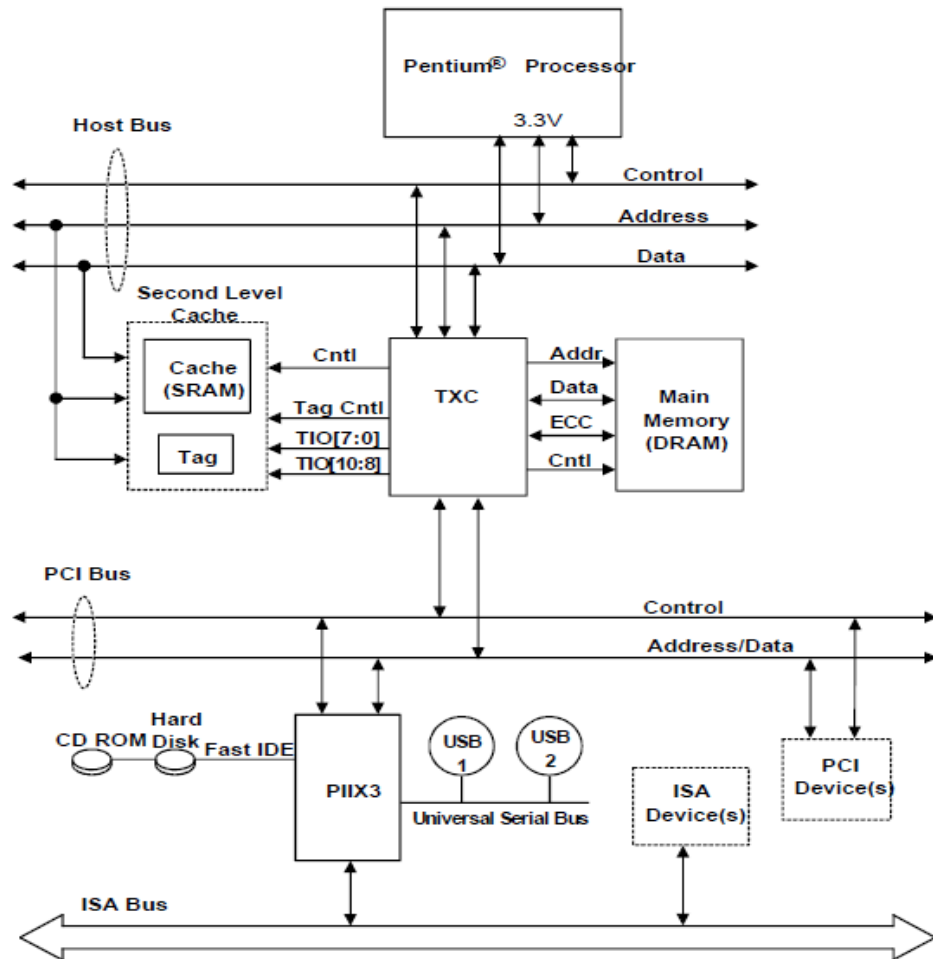 Pentium® Processor
3.3V
Host Bus
Control
Address
Data
Second Level
Cache
Cache
(SRAM)
Tag
Cntl
Tag Cntl
TIO[7:0]
TIO[10:8]
TXC
Addr
Data
ECC
Cntl
Main
Memory
(DRAM)
PCI Bus
Control
Address/Data
CD ROM
Hard
Disk
Fast IDE
PIIX3
USB
1
USB
2
Universal Serial Bus
ISA
Device(s)
PCI
Device(s)
ISA Bus